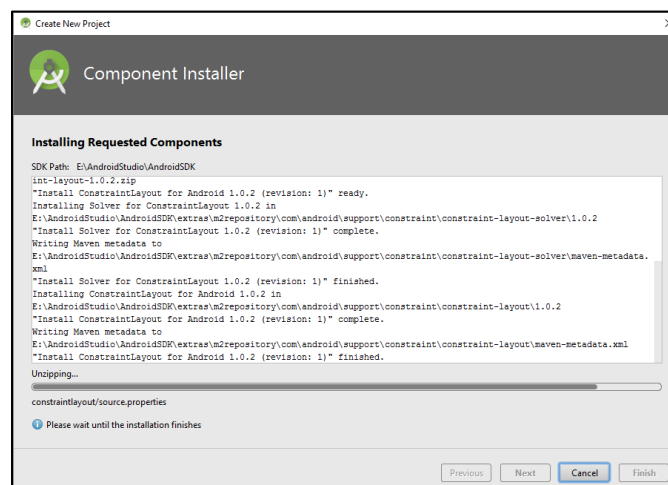 Create New Project
Component Installer
Installing Requested Components
SDK Path: E:\AndroidStudio\AndroidSDK
int-layout-1.0.2.zip
"Install ConstraintLayout for Android 1.0.2 (revision: 1)" ready.
Installing Solver for ConstraintLayout 1.0.2 in
E:\AndroidStudio\AndroidSDK\extras\m2repository\com\android\support\constraint\constraint-layout-solver\1.0.2
"Install Solver for ConstraintLayout 1.0.2 (revision: 1)" complete.
Writing Maven metadata to
E:\AndroidStudio\AndroidSDK\extras\m2repository\com\android\support\constraint\constraint-layout-solver\maven-metadata.
xml
"Install Solver for ConstraintLayout 1.0.2 (revision: 1)" finished.
Installing ConstraintLayout for Android 1.0.2 in
E:\AndroidStudio\AndroidSDK\extras\m2repository\com\android\support\constraint\constraint-layout\1.0.2
"Install ConstraintLayout for Android 1.0.2 (revision: 1)" complete.
Writing Maven metadata to
E:\AndroidStudio\AndroidSDK\extras\m2repository\com\android\support\constraint\constraint-layout\maven-metadata.xml
"Install ConstraintLayout for Android 1.0.2 (revision: 1)" finished.
Unzipping...
constraintlayout/source.properties
Please wait until the installation finishes
Previous Next Cancel Finish